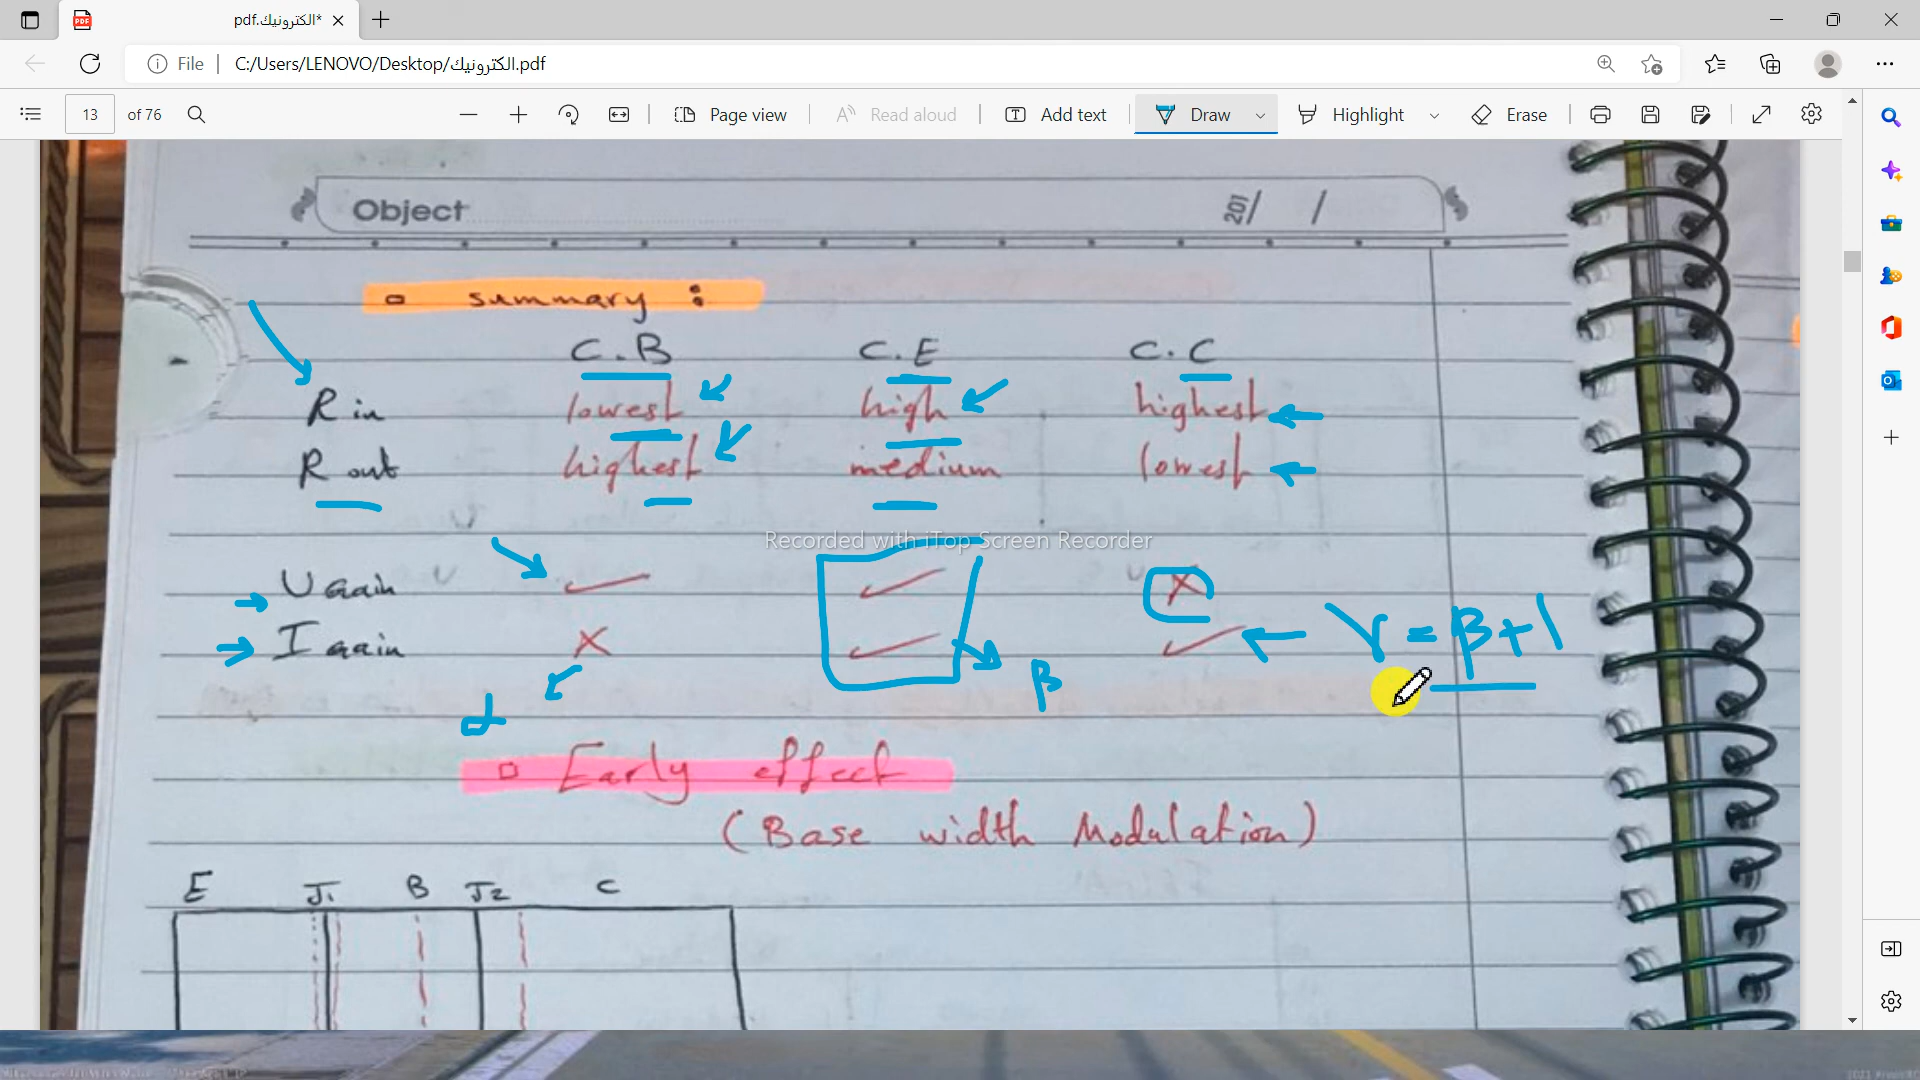 الكترونيك.pdf*
File C:/Users/LENOVO/Desktop/الكترونيك.pdf
13 of 76 Page view Read aloud Add text Draw Highlight Erase
Object 201/ /
summary :
C.B C.E C.C
R in lowest high highest
R out highest medium lowest
Recorded with iTop Screen Recorder
V Gain ✓ ✓ X
I Gain X ✓ ✓ γ = β+1
α β
Early effect
(Base width Modulation)
E J1 B J2 C